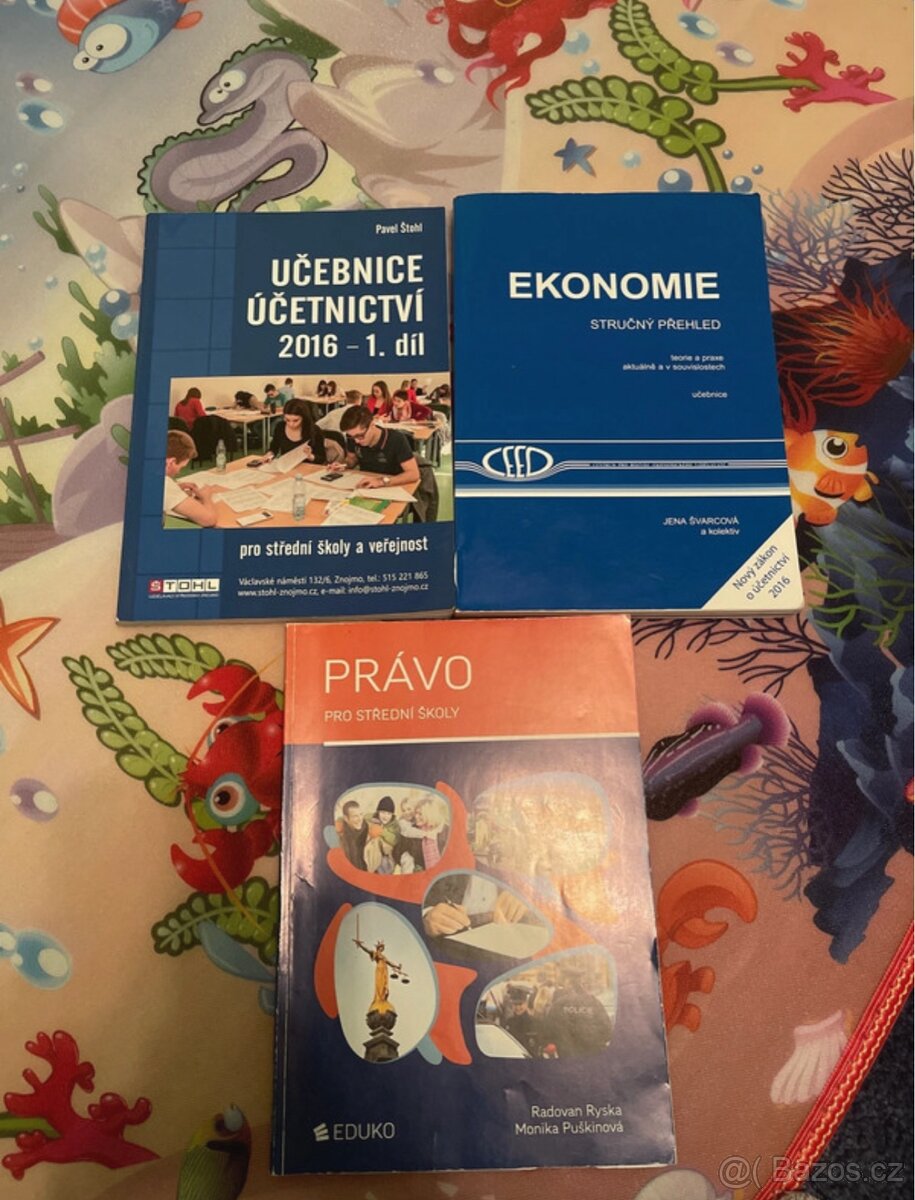 Pavel Štohl
UČEBNICE
ÚČETNICTVÍ
2016 – 1. díl
pro střední školy a veřejnost
STOHL
Václavské náměstí 132/6, Znojmo, tel.: 515 221 865
www.stohl-znojmo.cz, e-mail: info@stohl-znojmo.cz
EKONOMIE
STRUČNÝ PŘEHLED
teorie a praxe
aktuálně a v souvislostech
učebnice
CEED
JENA ŠVARCOVÁ
a kolektiv
Nový zákon
o účetnictví
2016
PRÁVO
PRO STŘEDNÍ ŠKOLY
POLICIE
Radovan Ryska
Monika Puškinová
EDUKO
@( Bazos.cz